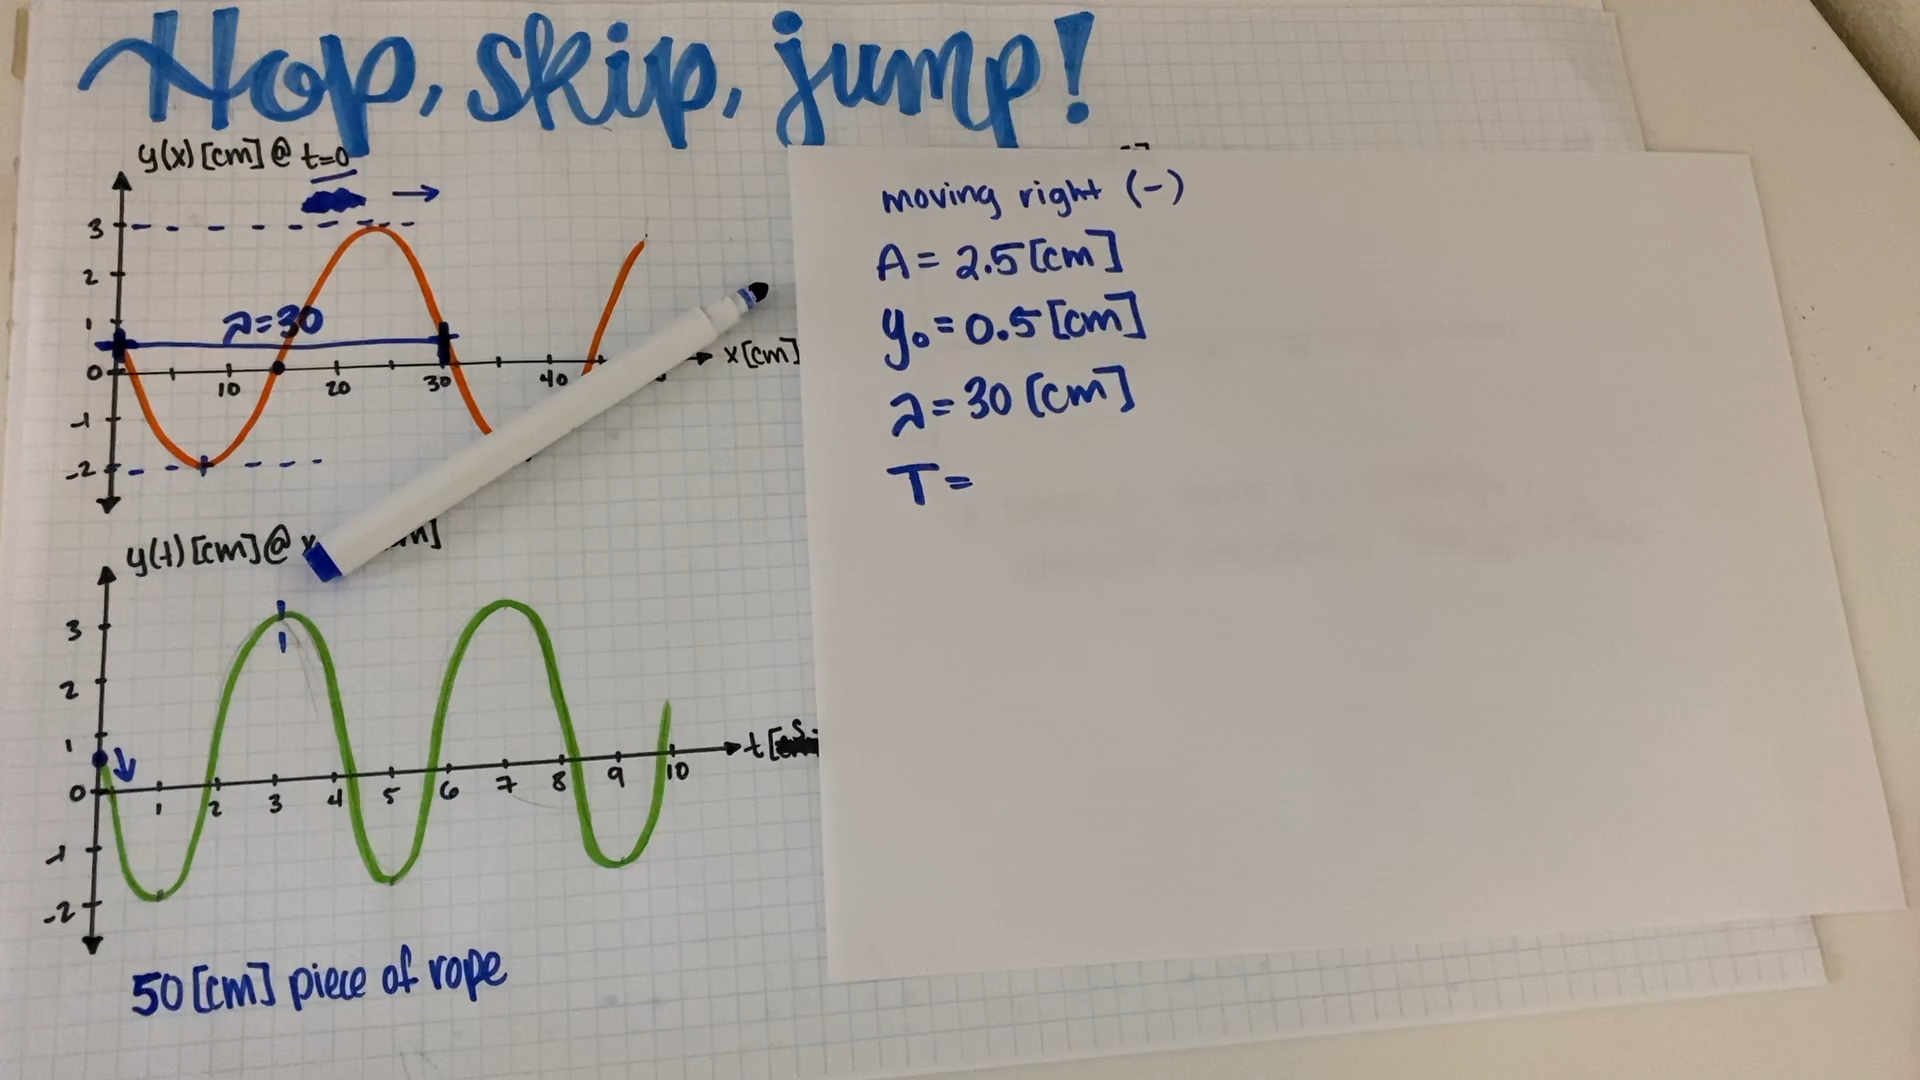 Hop, skip, jump!
y(x) [cm] @ t=0
3
2
1
0
-1
-2
λ=30
10
20
30
40
x [cm]
y(t) [cm] @
3
2
1
0
-1
-2
1
2
3
4
5
6
7
8
9
10
t [s
50 [cm] piece of rope
moving right (-)
A = 2.5 [cm]
y₀ = 0.5 [cm]
λ = 30 [cm]
T =